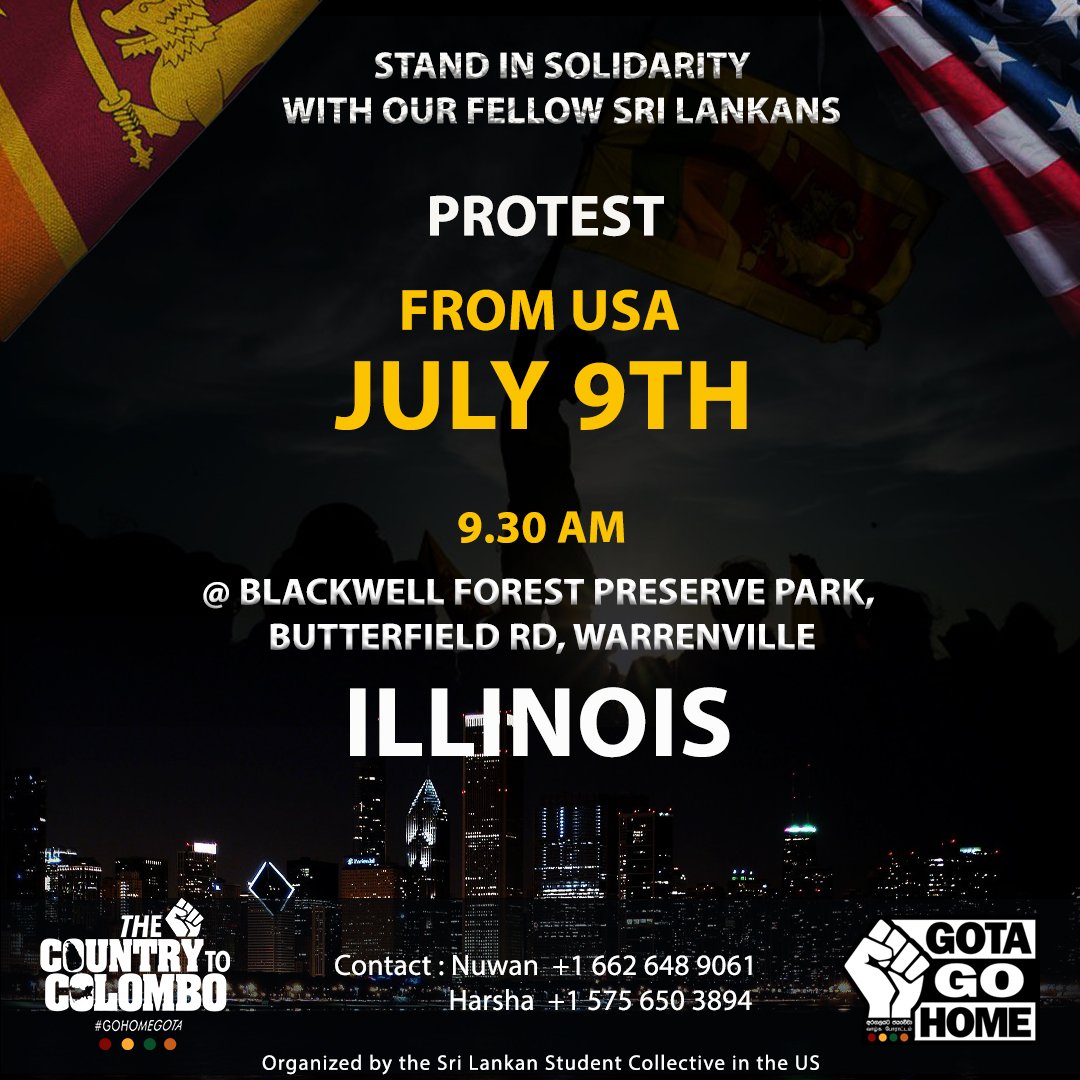 STAND IN SOLIDARITY
WITH OUR FELLOW SRI LANKANS
PROTEST
FROM USA
JULY 9TH
9.30 AM
@ BLACKWELL FOREST PRESERVE PARK,
BUTTERFIELD RD, WARRENVILLE
ILLINOIS
THE
COUNTRY TO
COLOMBO
#GOHOMEGOTA
Contact : Nuwan +1 662 648 9061
Harsha +1 575 650 3894
GOTA
GO
HOME
අරගලයට ජයවේවා
Organized by the Sri Lankan Student Collective in the US